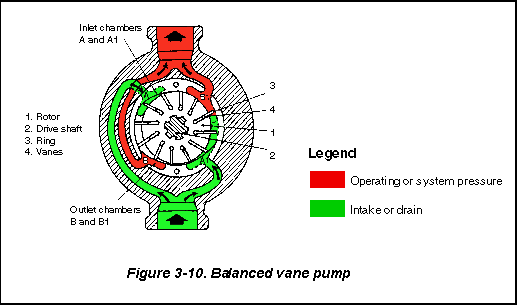 Inlet chambers
A and A1
1. Rotor
2. Drive shaft
3. Ring
4. Vanes
3
4
1
2
Outlet chambers
B and B1
Legend
Operating or system pressure
Intake or drain
Figure 3-10. Balanced vane pump